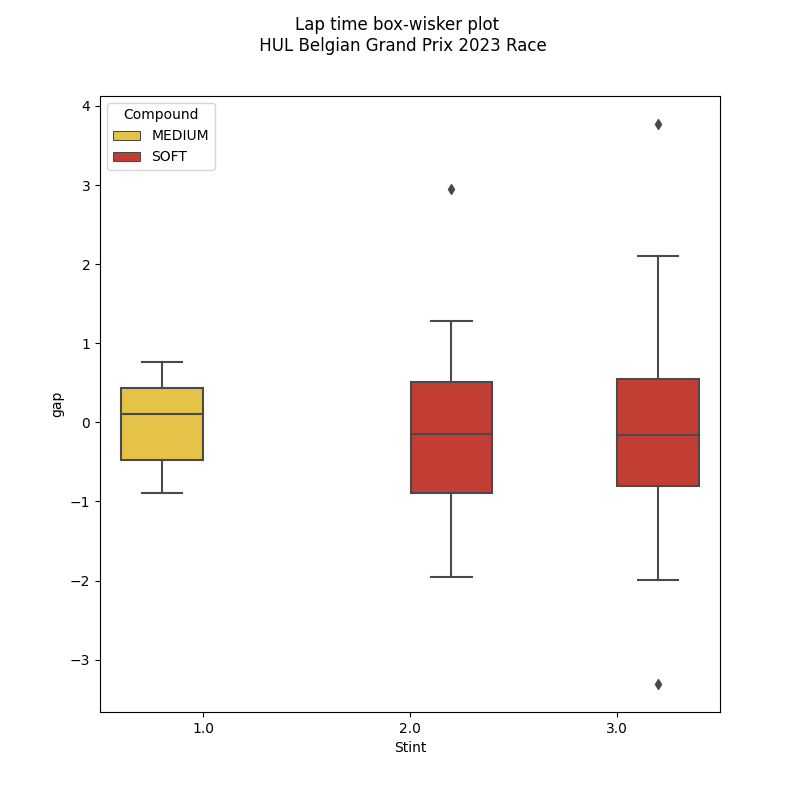 Lap time box-wisker plot
HUL Belgian Grand Prix 2023 Race
Compound
MEDIUM
SOFT
4
3
2
1
0
−1
−2
−3
gap
1.0 2.0 3.0
Stint